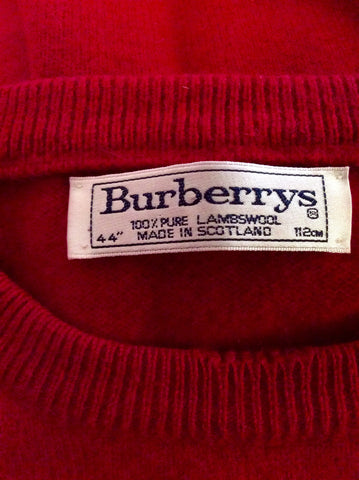 Burberrys ®
100% PURE LAMBSWOOL
44" MADE IN SCOTLAND 112CM